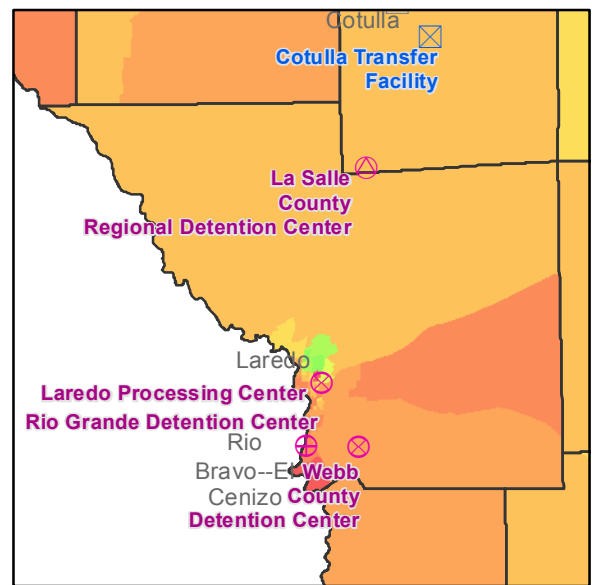 Cotulla
Cotulla Transfer
Facility
La Salle
County
Regional Detention Center
Laredo
Laredo Processing Center
Rio Grande Detention Center
Rio
Bravo--El
Cenizo
Webb
County
Detention Center